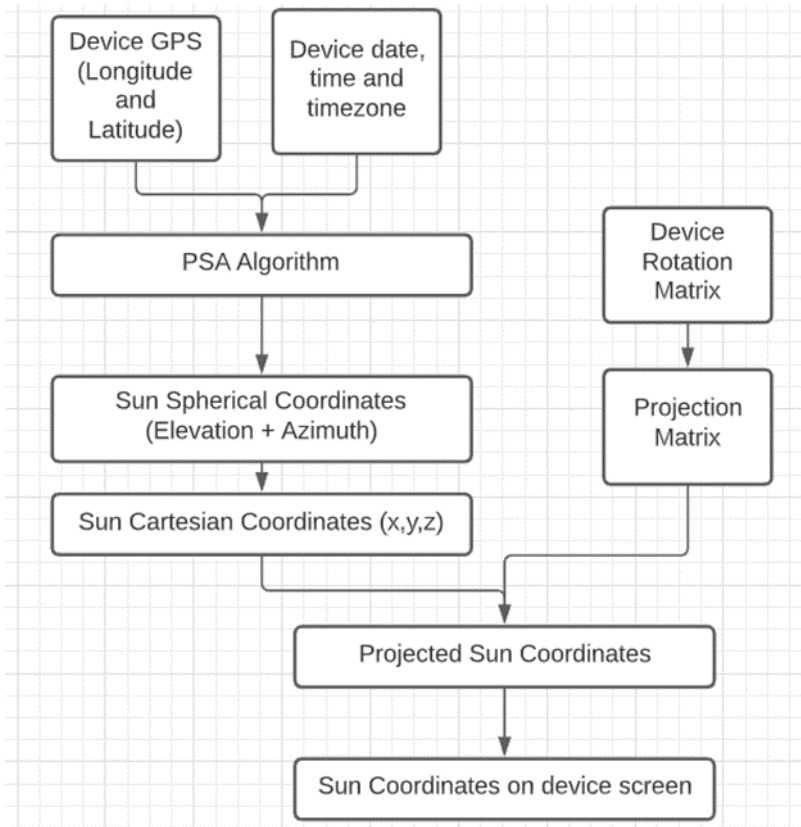 Device GPS
(Longitude
and
Latitude)
Device date,
time and
timezone
PSA Algorithm
Device
Rotation
Matrix
Sun Spherical Coordinates
(Elevation + Azimuth)
Projection
Matrix
Sun Cartesian Coordinates (x,y,z)
Projected Sun Coordinates
Sun Coordinates on device screen